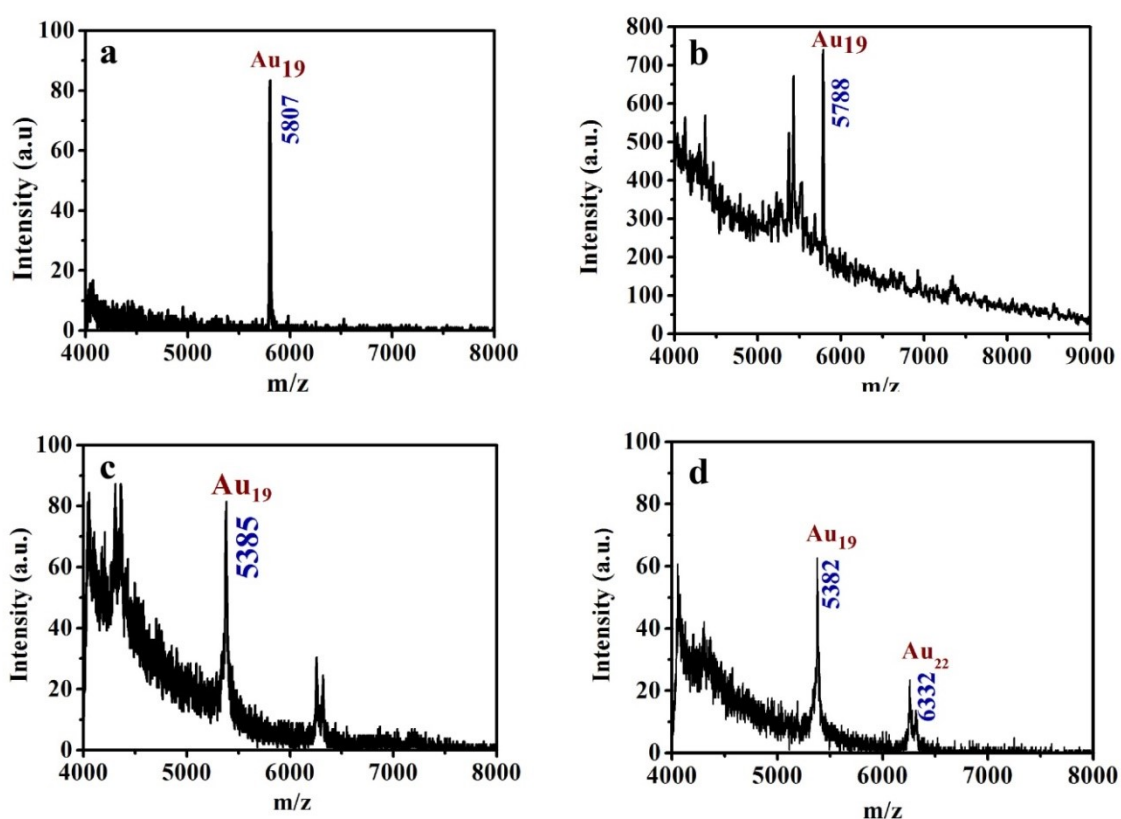 a
Au19
5807
Intensity (a.u)
100
80
60
40
20
0
4000 5000 6000 7000 8000
m/z
b
Au19
5788
Intensity (a.u.)
800
700
600
500
400
300
200
100
0
4000 5000 6000 7000 8000 9000
m/z
c
Au19
5385
Intensity (a.u.)
100
80
60
40
20
0
4000 5000 6000 7000 8000
m/z
d
Au19
5382
Au22
6332
Intensity (a.u.)
100
80
60
40
20
0
4000 5000 6000 7000 8000
m/z